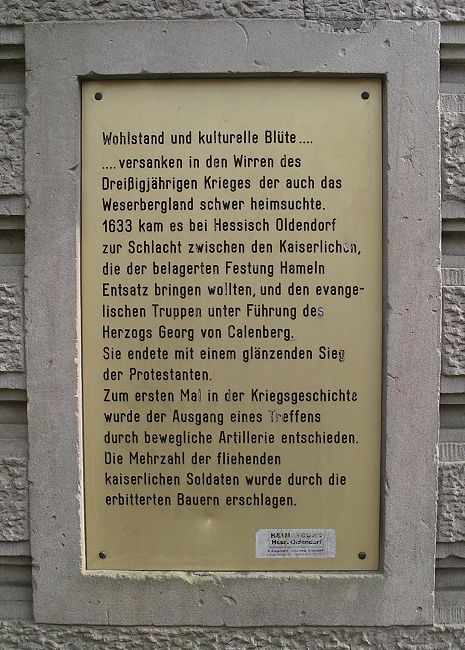 Wohlstand und kulturelle Blüte....
....versanken in den Wirren des
Dreißigjährigen Krieges der auch das
Weserbergland schwer heimsuchte.
1633 kam es bei Hessisch Oldendorf
zur Schlacht zwischen den Kaiserlichen,
die der belagerten Festung Hameln
Entsatz bringen wollten, und den evange-
lischen Truppen unter Führung des
Herzogs Georg von Calenberg.
Sie endete mit einem glänzenden Sieg
der Protestanten.
Zum ersten Mal in der Kriegsgeschichte
wurde der Ausgang eines Treffens
durch bewegliche Artillerie entschieden.
Die Mehrzahl der fliehenden
kaiserlichen Soldaten wurde durch die
erbitterten Bauern erschlagen.
Hess. Oldendorf